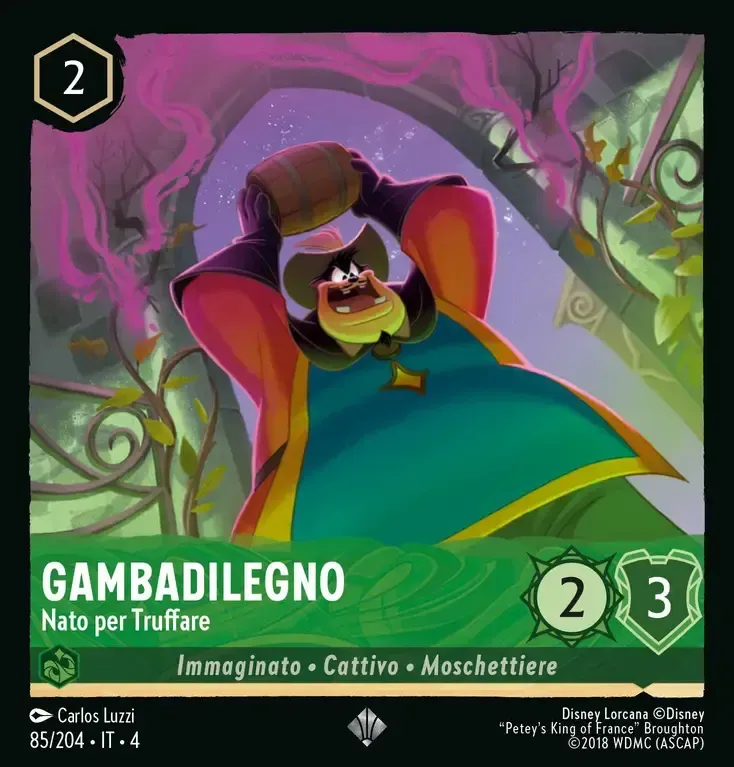 2
GAMBADILEGNO
Nato per Truffare
2
3
Immaginato • Cattivo • Moschettiere
Carlos Luzzi
85/204 • IT • 4
Disney Lorcana ©Disney
“Petey's King of France” Broughton
©2018 WDMC (ASCAP)